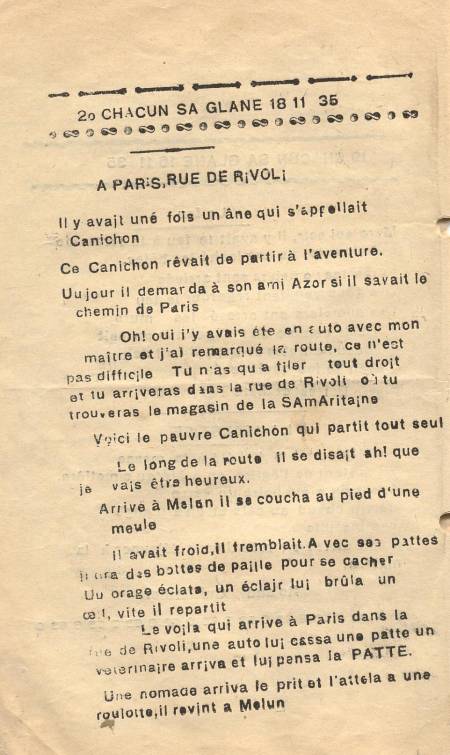 2o CHACUN SA GLANE 18 11 35
A PARiS,RUE DE RiVOLi
Il y avait uné fois un âne qui s'appellait
Canichon
Ce Canichon rêvait de partir à l'aventure.
Uujour il demarda à son ami Azor si il savait le
chemin de Paris
Oh! oui j'y avais été en auto avec mon
maître et j'ai remarqué la route, ce n'est
pas difficile Tu n'as qu a filer tout droit
et tu arriveras dans la rue de Rivoli où tu
trouveras le magasin de la SAmAritaine
Voici le pauvre Canichon qui partit tout seul
Le long de la route il se disait ah! que
je vais être heureux.
Arrive à Melun il se coucha au pied d'une
meule
Il avait froid,il tremblait.A vec ses pattes
des bottes de paille pour se cacher
Uu orage éclata, un éclair lui brûla un
œil, vite il repartit
Le voila qui arrive à Paris dans la
rue de Rivoli,une auto lui cassa une patte un
veterinaire arriva et lui pensa la PATTE.
Une nomade arriva le prit et l'attela a une
roulotte,il revint a Melun